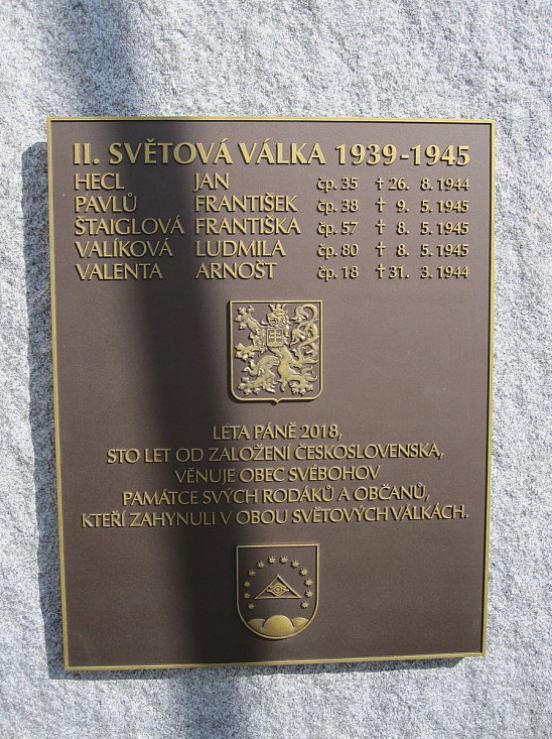 II. SVĚTOVÁ VÁLKA 1939-1945
HECL JAN čp. 35 †26. 8. 1944
PAVLŮ FRANTIŠEK čp. 38 † 9. 5. 1945
ŠTAIGLOVÁ FRANTIŠKA čp. 57 † 8. 5. 1945
VALÍKOVÁ LUDMILA čp. 80 † 8. 5. 1945
VALENTA ARNOŠT čp. 18 †31. 3. 1944
LÉTA PÁNĚ 2018,
STO LET OD ZALOŽENÍ ČESKOSLOVENSKA,
VĚNUJE OBEC SVÉBOHOV
PAMÁTCE SVÝCH RODÁKŮ A OBČANŮ,
KTEŘÍ ZAHYNULI V OBOU SVĚTOVÝCH VÁLKÁCH.